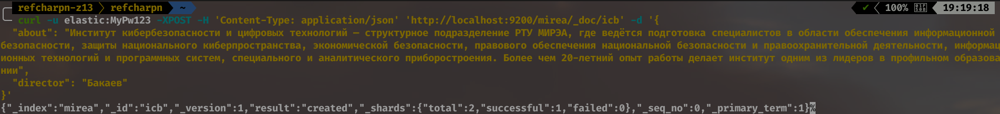 refcharpn-z13 refcharpn ~ ✔ 100% 19:19:18
curl -u elastic:MyPw123 -XPOST -H 'Content-Type: application/json' 'http://localhost:9200/mirea/_doc/icb' -d '{
"about": "Институт кибербезопасности и цифровых технологий — структурное подразделение РТУ МИРЭА, где ведётся подготовка специалистов в области обеспечения информационной
безопасности, защиты национального киберпространства, экономической безопасности, правового обеспечения национальной безопасности и правоохранительной деятельности, информац
ионных технологий и программных систем, специального и аналитического приборостроения. Более чем 20-летний опыт работы делает институт одним из лидеров в профильном образова
нии",
"director": "Бакаев"
}'
{"_index":"mirea","_id":"icb","_version":1,"result":"created","_shards":{"total":2,"successful":1,"failed":0},"_seq_no":0,"_primary_term":1}%